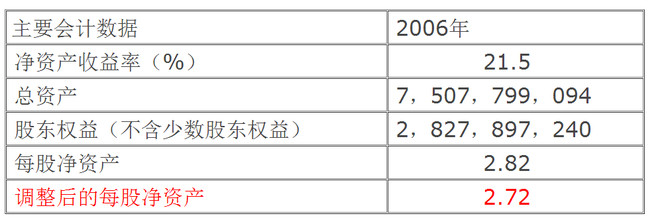 主要会计数据 2006年
净资产收益率（%） 21.5
总资产 7，507，799，094
股东权益（不含少数股东权益） 2，827，897，240
每股净资产 2.82
调整后的每股净资产 2.72